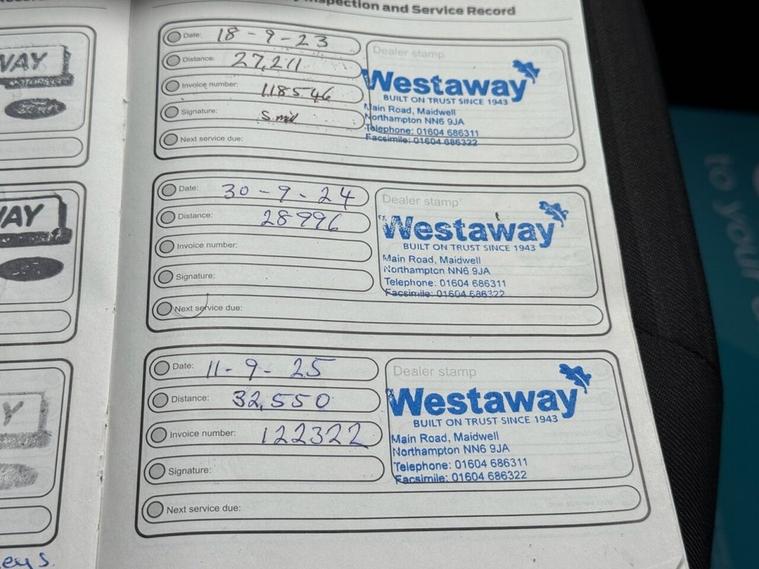 Inspection and Service Record
WAY
Date: 18-9-23
Distance: 27,211
Invoice number: 118546
Signature:
Next service due:
Dealer stamp
Westaway
BUILT ON TRUST SINCE 1943
Main Road, Maidwell
Northampton NN6 9JA
Telephone: 01604 686311
Facsimile: 01604 686322
WAY
Date: 30-9-24
Distance: 28996
Invoice number:
Signature:
Next service due:
Dealer stamp
Westaway
BUILT ON TRUST SINCE 1943
Main Road, Maidwell
Northampton NN6 9JA
Telephone: 01604 686311
Facsimile: 01604 686322
Y
Date: 11-9-25
Distance: 32,550
Invoice number: 122322
Signature:
Next service due:
Dealer stamp
Westaway
BUILT ON TRUST SINCE 1943
Main Road, Maidwell
Northampton NN6 9JA
Telephone: 01604 686311
Facsimile: 01604 686322
eys.
to your